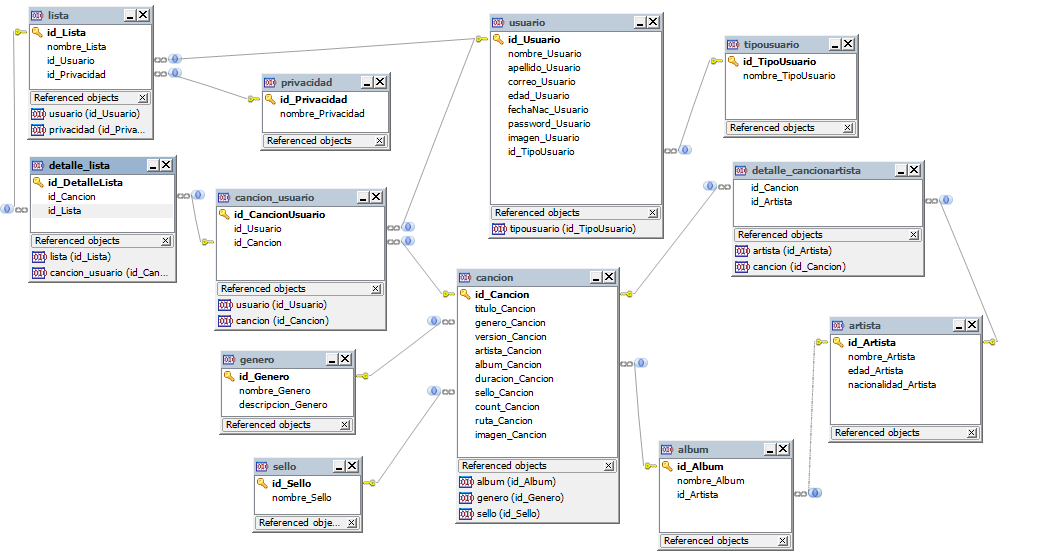 lista
id_Lista
nombre_Lista
id_Usuario
id_Privacidad
Referenced objects
usuario (id_Usuario)
privacidad (id_Priva...
privacidad
id_Privacidad
nombre_Privacidad
Referenced objects
usuario
id_Usuario
nombre_Usuario
apellido_Usuario
correo_Usuario
edad_Usuario
fechaNac_Usuario
password_Usuario
imagen_Usuario
id_TipoUsuario
Referenced objects
tipousuario (id_TipoUsuario)
tipousuario
id_TipoUsuario
nombre_TipoUsuario
Referenced objects
detalle_lista
id_DetalleLista
id_Cancion
id_Lista
Referenced objects
lista (id_Lista)
cancion_usuario (id_Can...
cancion_usuario
id_CancionUsuario
id_Usuario
id_Cancion
Referenced objects
usuario (id_Usuario)
cancion (id_Cancion)
detalle_cancionartista
id_Cancion
id_Artista
Referenced objects
artista (id_Artista)
cancion (id_Cancion)
cancion
id_Cancion
titulo_Cancion
genero_Cancion
version_Cancion
artista_Cancion
album_Cancion
duracion_Cancion
sello_Cancion
count_Cancion
ruta_Cancion
imagen_Cancion
Referenced objects
album (id_Album)
genero (id_Genero)
sello (id_Sello)
artista
id_Artista
nombre_Artista
edad_Artista
nacionalidad_Artista
Referenced objects
genero
id_Genero
nombre_Genero
descripcion_Genero
Referenced objects
sello
id_Sello
nombre_Sello
Referenced obje...
album
id_Album
nombre_Album
id_Artista
Referenced objects